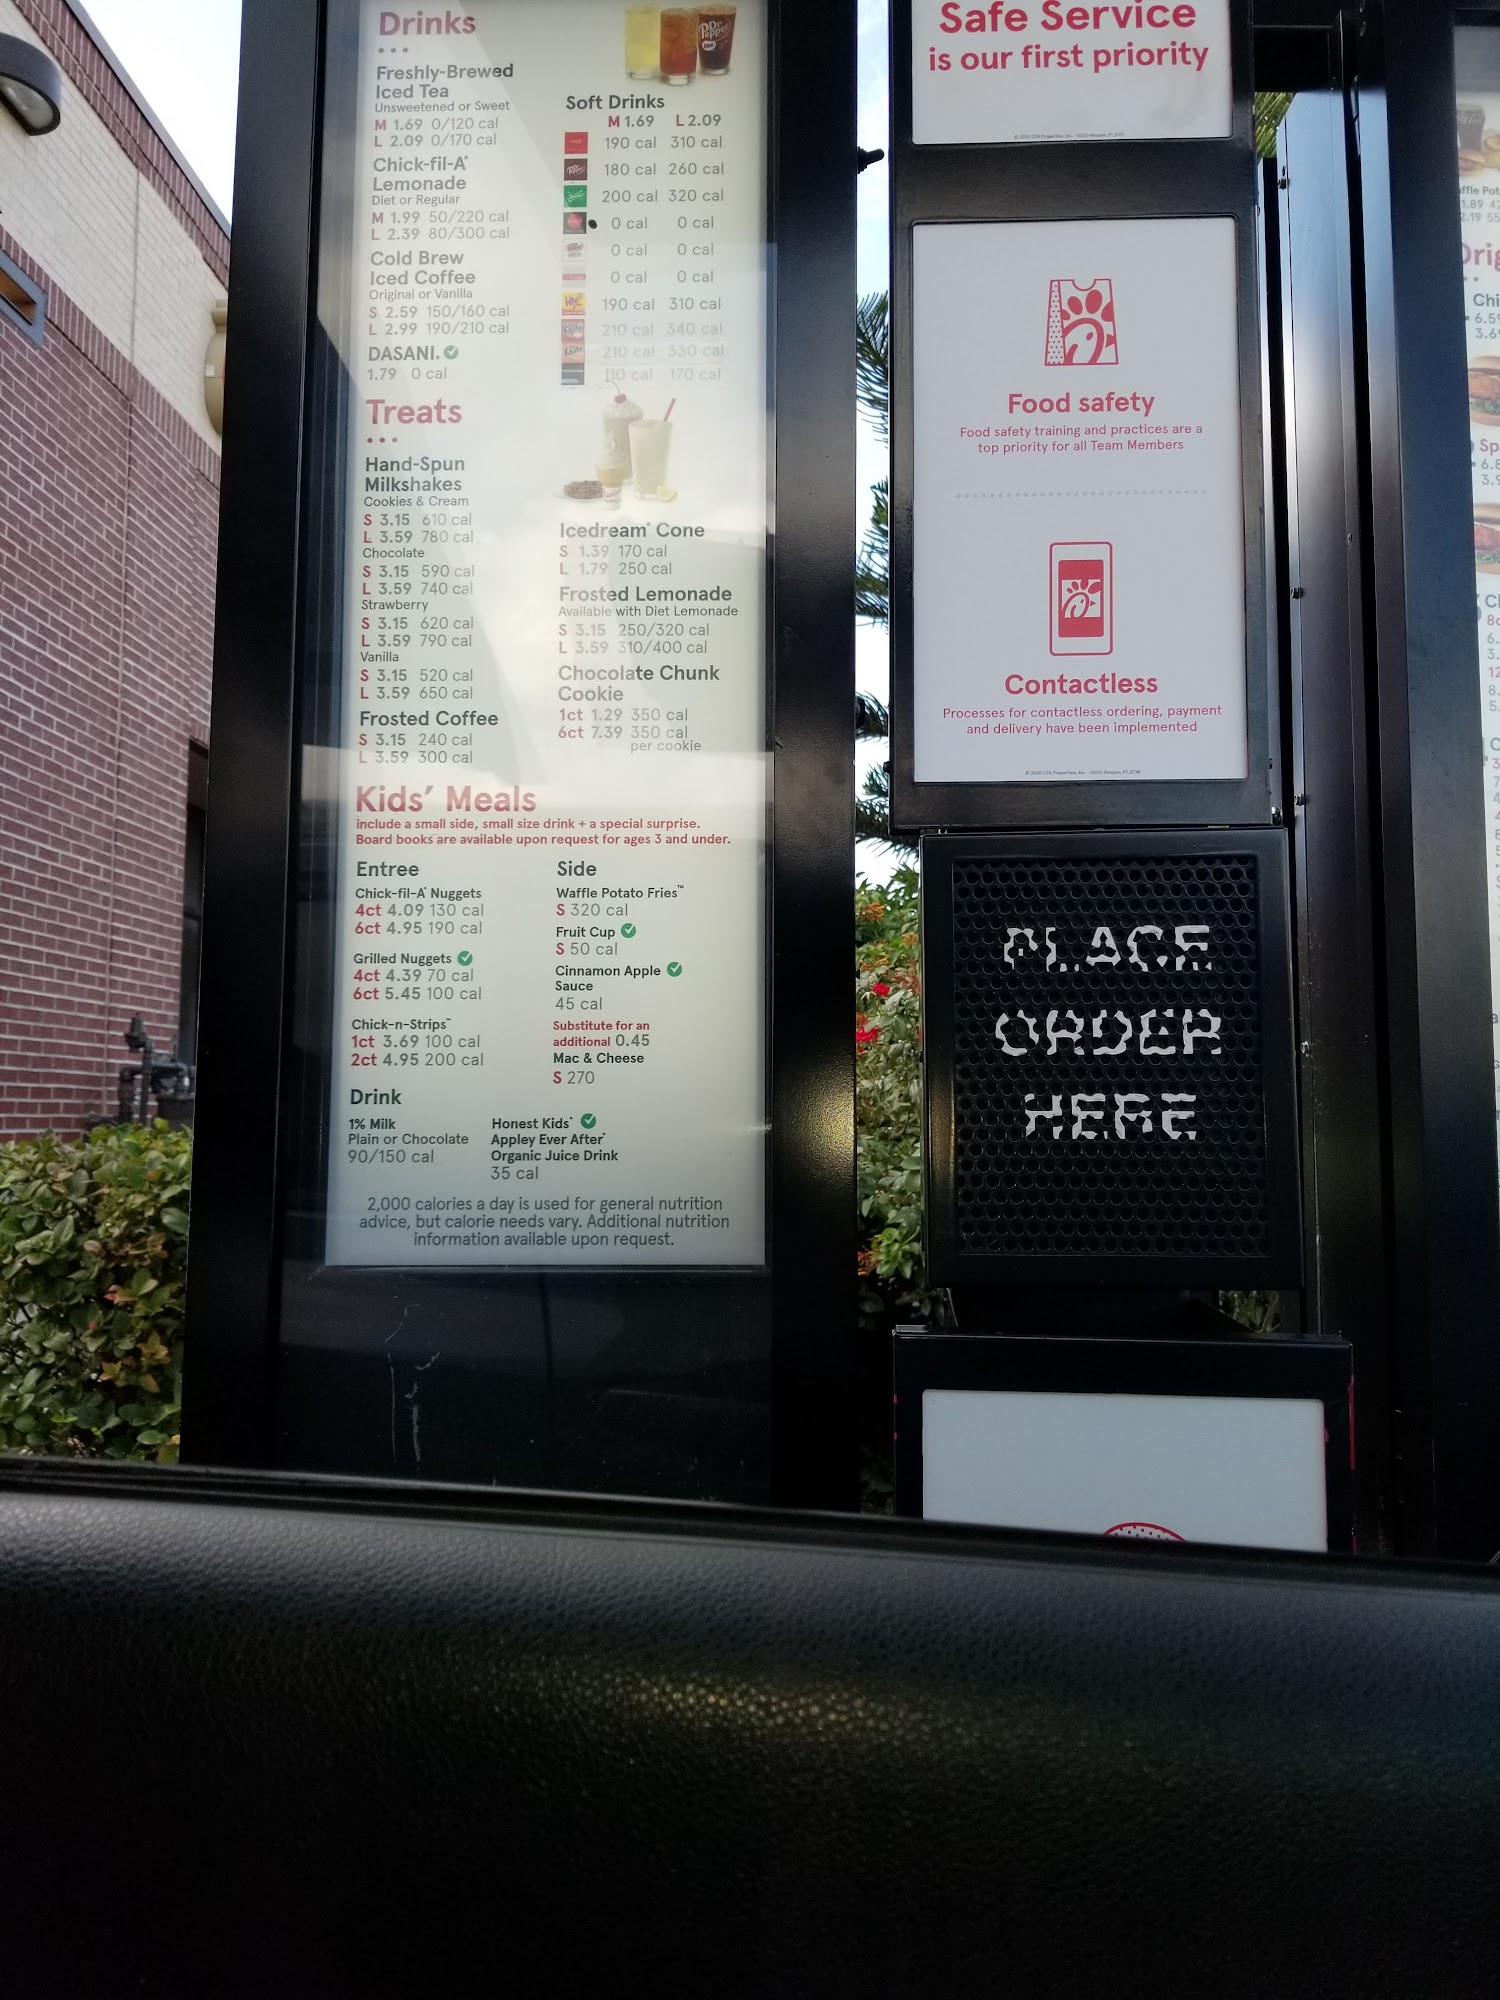 Drinks
Freshly-Brewed
Iced Tea
Unsweetened or Sweet
M 1.69 0/120 cal
L 2.09 0/170 cal
Chick-fil-A®
Lemonade
Diet or Regular
M 1.99 50/220 cal
L 2.39 80/300 cal
Cold Brew
Iced Coffee
Original or Vanilla
S 2.59 150/160 cal
L 2.99 190/210 cal
DASANI.
1.79 0 cal
Dr Pepper
Soft Drinks
M 1.69 L 2.09
190 cal 310 cal
180 cal 260 cal
200 cal 320 cal
0 cal 0 cal
0 cal 0 cal
0 cal 0 cal
190 cal 310 cal
210 cal 340 cal
210 cal 330 cal
110 cal 170 cal
Treats
Hand-Spun
Milkshakes
Cookies & Cream
S 3.15 610 cal
L 3.59 780 cal
Chocolate
S 3.15 590 cal
L 3.59 740 cal
Strawberry
S 3.15 620 cal
L 3.59 790 cal
Vanilla
S 3.15 520 cal
L 3.59 650 cal
Frosted Coffee
S 3.15 240 cal
L 3.59 300 cal
Icedream® Cone
S 1.39 170 cal
L 1.79 250 cal
Frosted Lemonade
Available with Diet Lemonade
S 3.15 250/320 cal
L 3.59 310/400 cal
Chocolate Chunk
Cookie
1ct 1.29 350 cal
6ct 7.39 350 cal
per cookie
Kids' Meals
include a small side, small size drink + a special surprise.
Board books are available upon request for ages 3 and under.
Entree
Chick-fil-A® Nuggets
4ct 4.09 130 cal
6ct 4.95 190 cal
Grilled Nuggets
4ct 4.39 70 cal
6ct 5.45 100 cal
Chick-n-Strips™
1ct 3.69 100 cal
2ct 4.95 200 cal
Side
Waffle Potato Fries™
S 320 cal
Fruit Cup
S 50 cal
Cinnamon Apple
Sauce
45 cal
Substitute for an
additional 0.45
Mac & Cheese
S 270
Drink
1% Milk
Plain or Chocolate
90/150 cal
Honest Kids®
Appley Ever After®
Organic Juice Drink
35 cal
2,000 calories a day is used for general nutrition
advice, but calorie needs vary. Additional nutrition
information available upon request.
Safe Service
is our first priority
Food safety
Food safety training and practices are a
top priority for all Team Members
Contactless
Processes for contactless ordering, payment
and delivery have been implemented
PLACE
ORDER
HERE